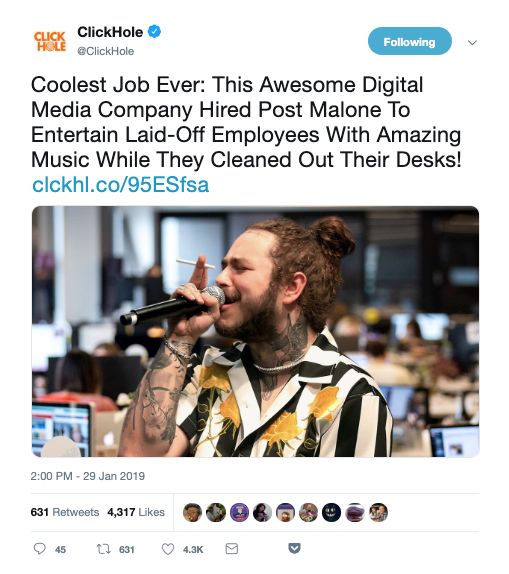 CLICK
HOLE
ClickHole
@ClickHole
Following
Coolest Job Ever: This Awesome Digital
Media Company Hired Post Malone To
Entertain Laid-Off Employees With Amazing
Music While They Cleaned Out Their Desks!
clckhl.co/95ESfsa
2:00 PM - 29 Jan 2019
631 Retweets 4,317 Likes
45 631 4.3K